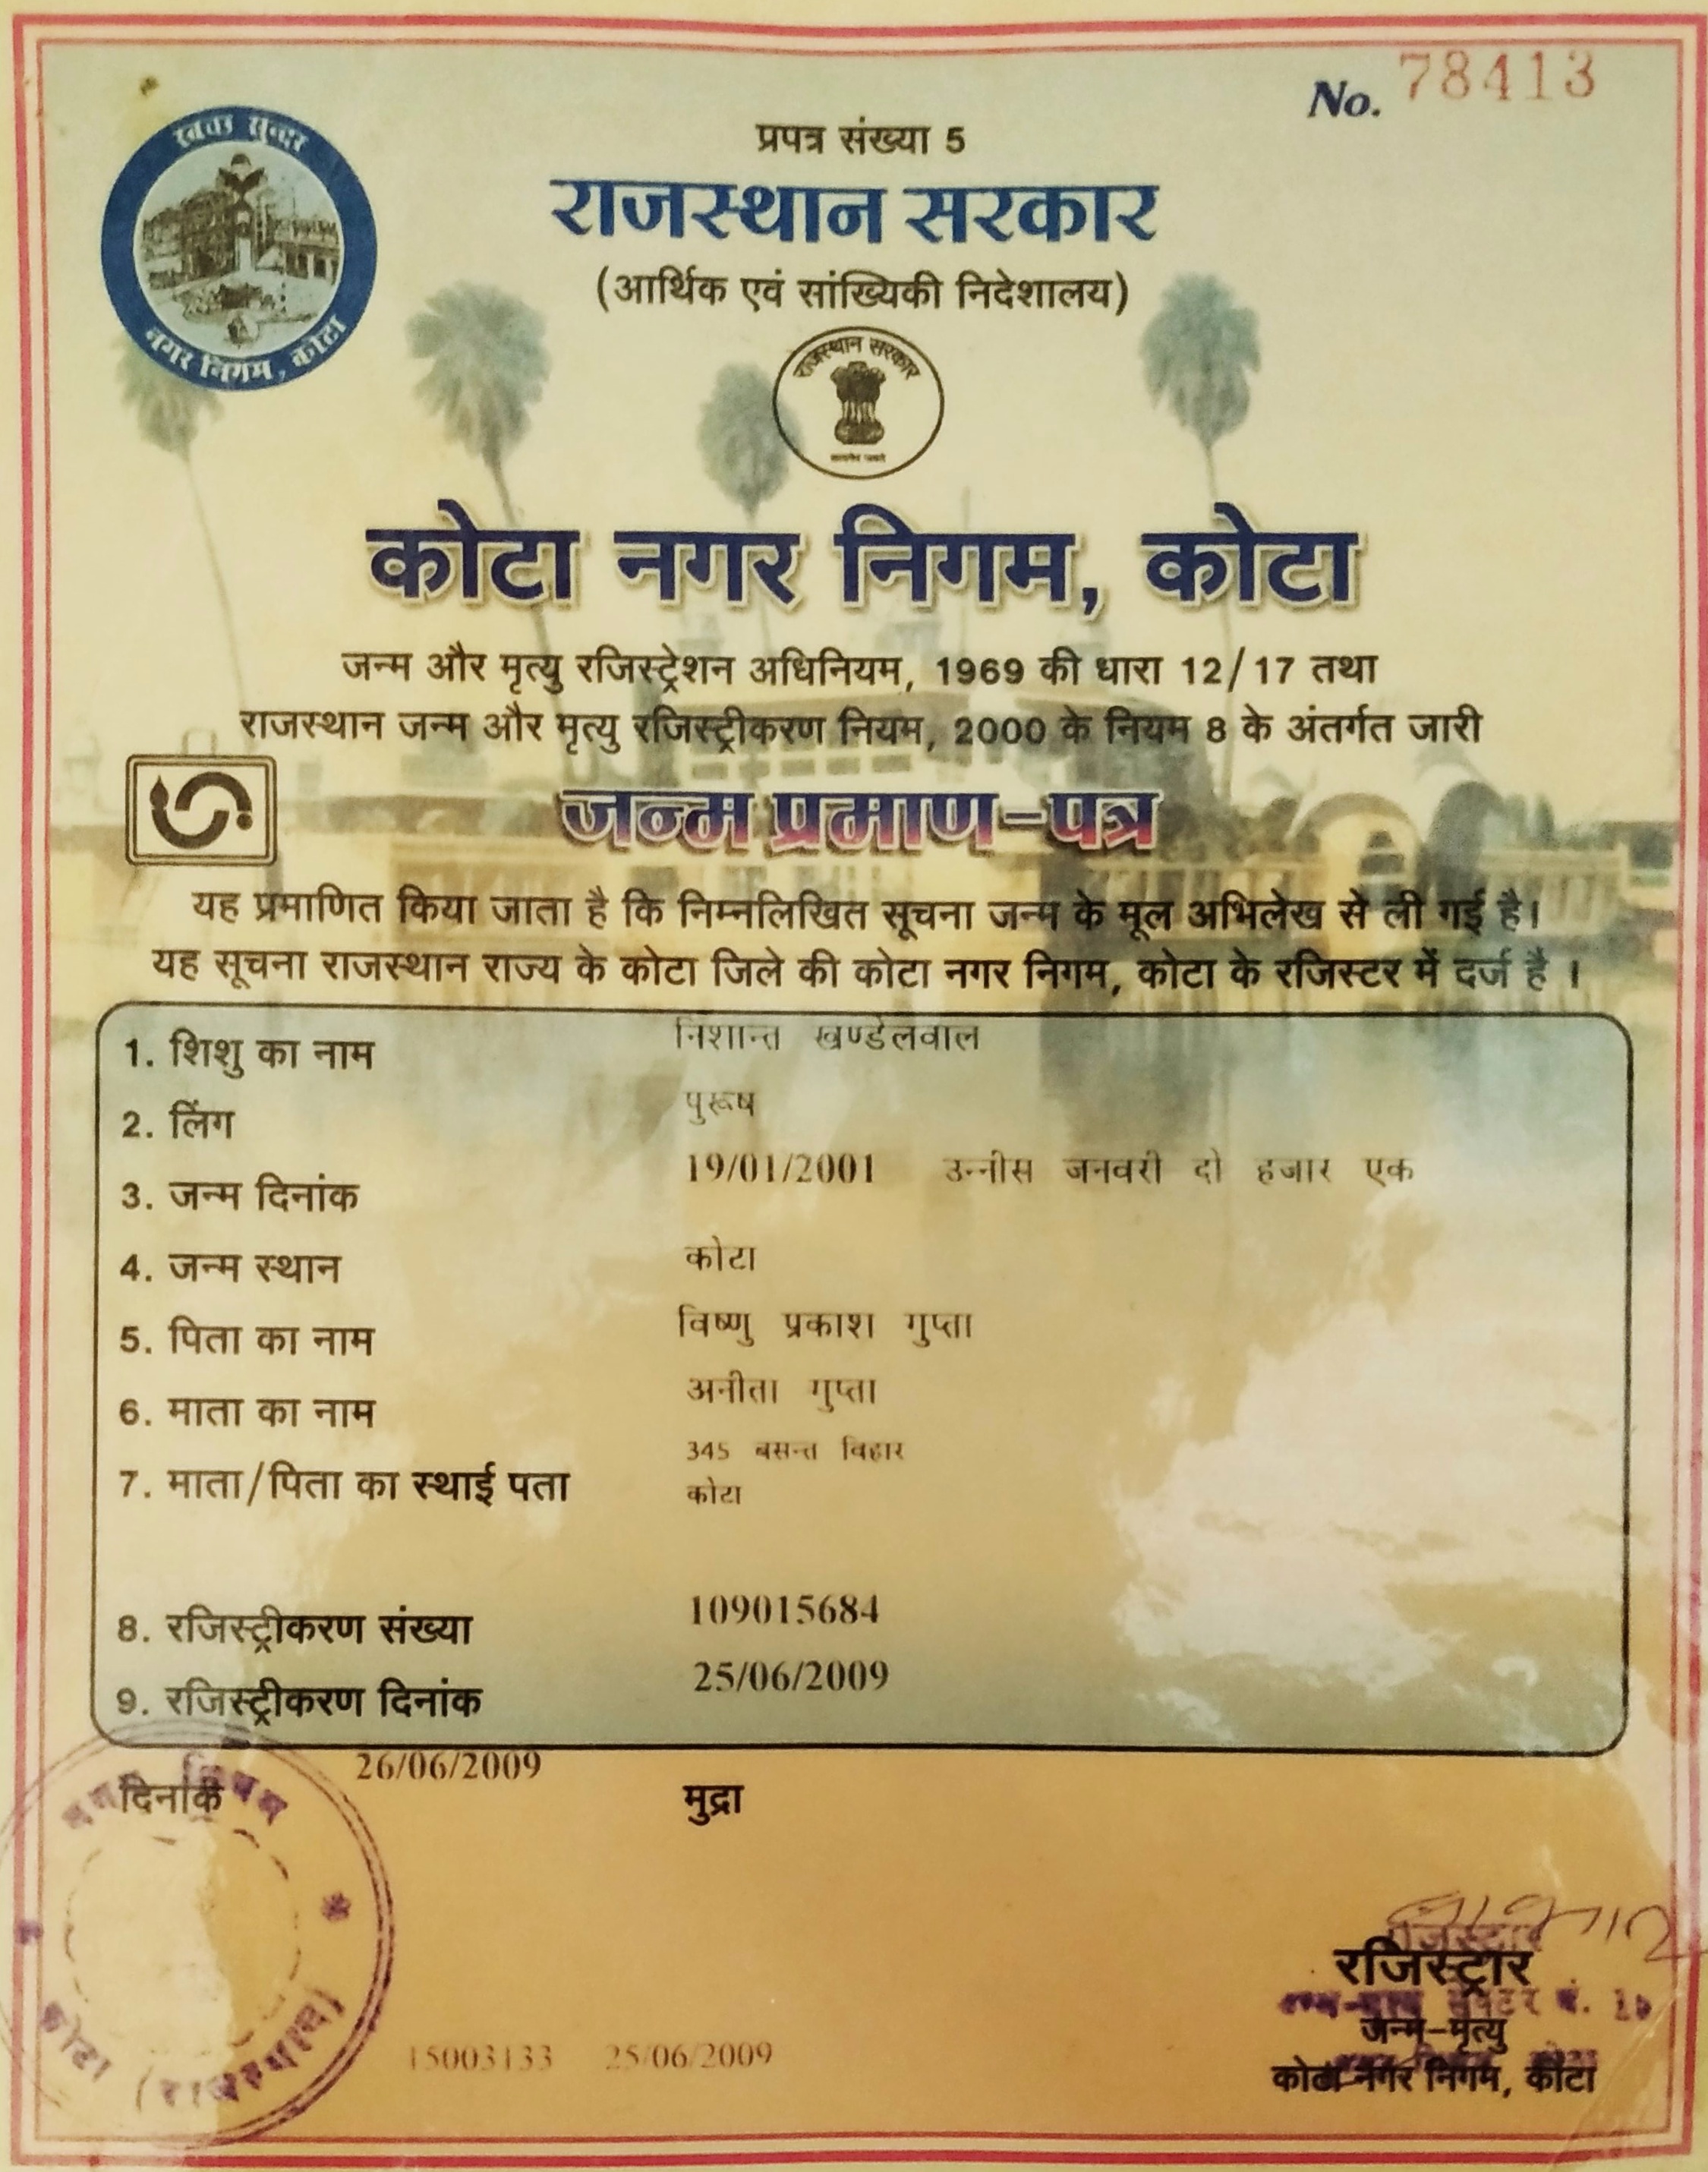 No. 78413
स्वच्छ सुन्दर
नगर निगम, कोटा
प्रपत्र संख्या 5
राजस्थान सरकार
(आर्थिक एवं सांख्यिकी निदेशालय)
राजस्थान सरकार
कोटा नगर निगम, कोटा
जन्म और मृत्यु रजिस्ट्रेशन अधिनियम, 1969 की धारा 12/17 तथा
राजस्थान जन्म और मृत्यु रजिस्ट्रीकरण नियम, 2000 के नियम 8 के अंतर्गत जारी
जन्म प्रमाण-पत्र
यह प्रमाणित किया जाता है कि निम्नलिखित सूचना जन्म के मूल अभिलेख से ली गई है।
यह सूचना राजस्थान राज्य के कोटा जिले की कोटा नगर निगम, कोटा के रजिस्टर में दर्ज है ।
1. शिशु का नाम निशान्त खण्डेलवाल
2. लिंग पुरूष
3. जन्म दिनांक 19/01/2001 उन्नीस जनवरी दो हजार एक
4. जन्म स्थान कोटा
5. पिता का नाम विष्णु प्रकाश गुप्ता
6. माता का नाम अनीता गुप्ता
7. माता/पिता का स्थाई पता 345 बसन्त विहार
कोटा
8. रजिस्ट्रीकरण संख्या 109015684
9. रजिस्ट्रीकरण दिनांक 25/06/2009
दिनांक 26/06/2009 मुद्रा
नगर निगम
कोटा (राजस्थान)
15003133 25/06/2009
रजिस्ट्रार
रजिस्ट्रार
जन्म-मृत्यु
कोटा नगर निगम, कोटा